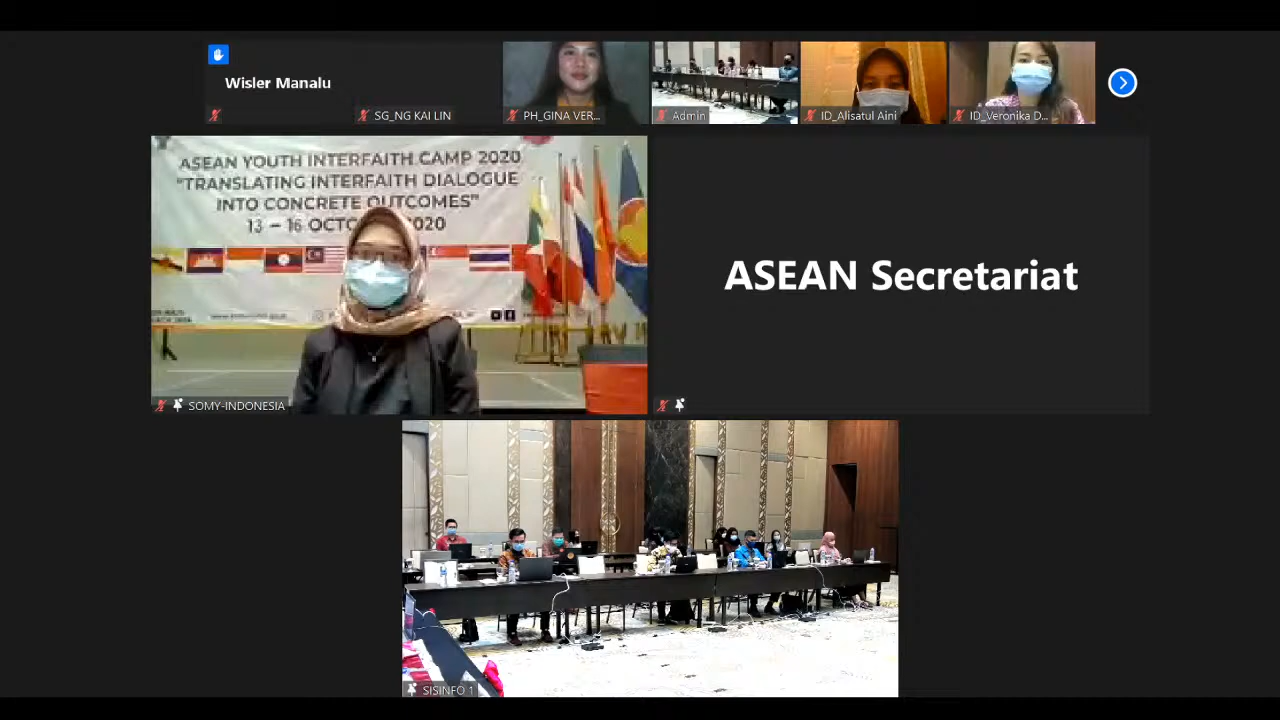 Wisler Manalu
SG_NG KAI LIN
PH_GINA VER...
Admin
ID_Alisatul Aini
ID_Veronika D...
ASEAN YOUTH INTERFAITH CAMP 2020
"TRANSLATING INTERFAITH DIALOGUE
INTO CONCRETE OUTCOMES"
13 – 16 2020
SOMY-INDONESIA
ASEAN Secretariat
SISINFO 1